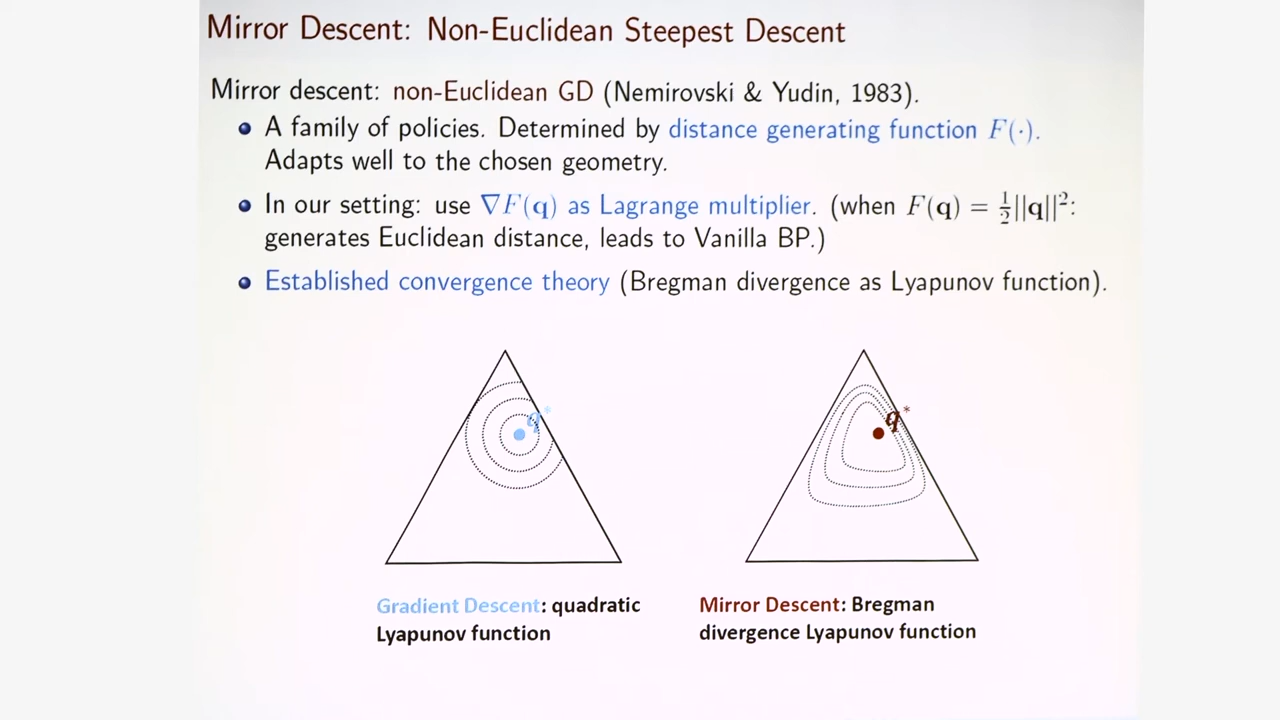 Mirror Descent: Non-Euclidean Steepest Descent
Mirror descent: non-Euclidean GD (Nemirovski & Yudin, 1983).
A family of policies. Determined by distance generating function F(·).
Adapts well to the chosen geometry.
In our setting: use ∇F(q) as Lagrange multiplier. (when F(q) = ½||q||²:
generates Euclidean distance, leads to Vanilla BP.)
Established convergence theory (Bregman divergence as Lyapunov function).
q*
q*
Gradient Descent: quadratic
Lyapunov function
Mirror Descent: Bregman
divergence Lyapunov function